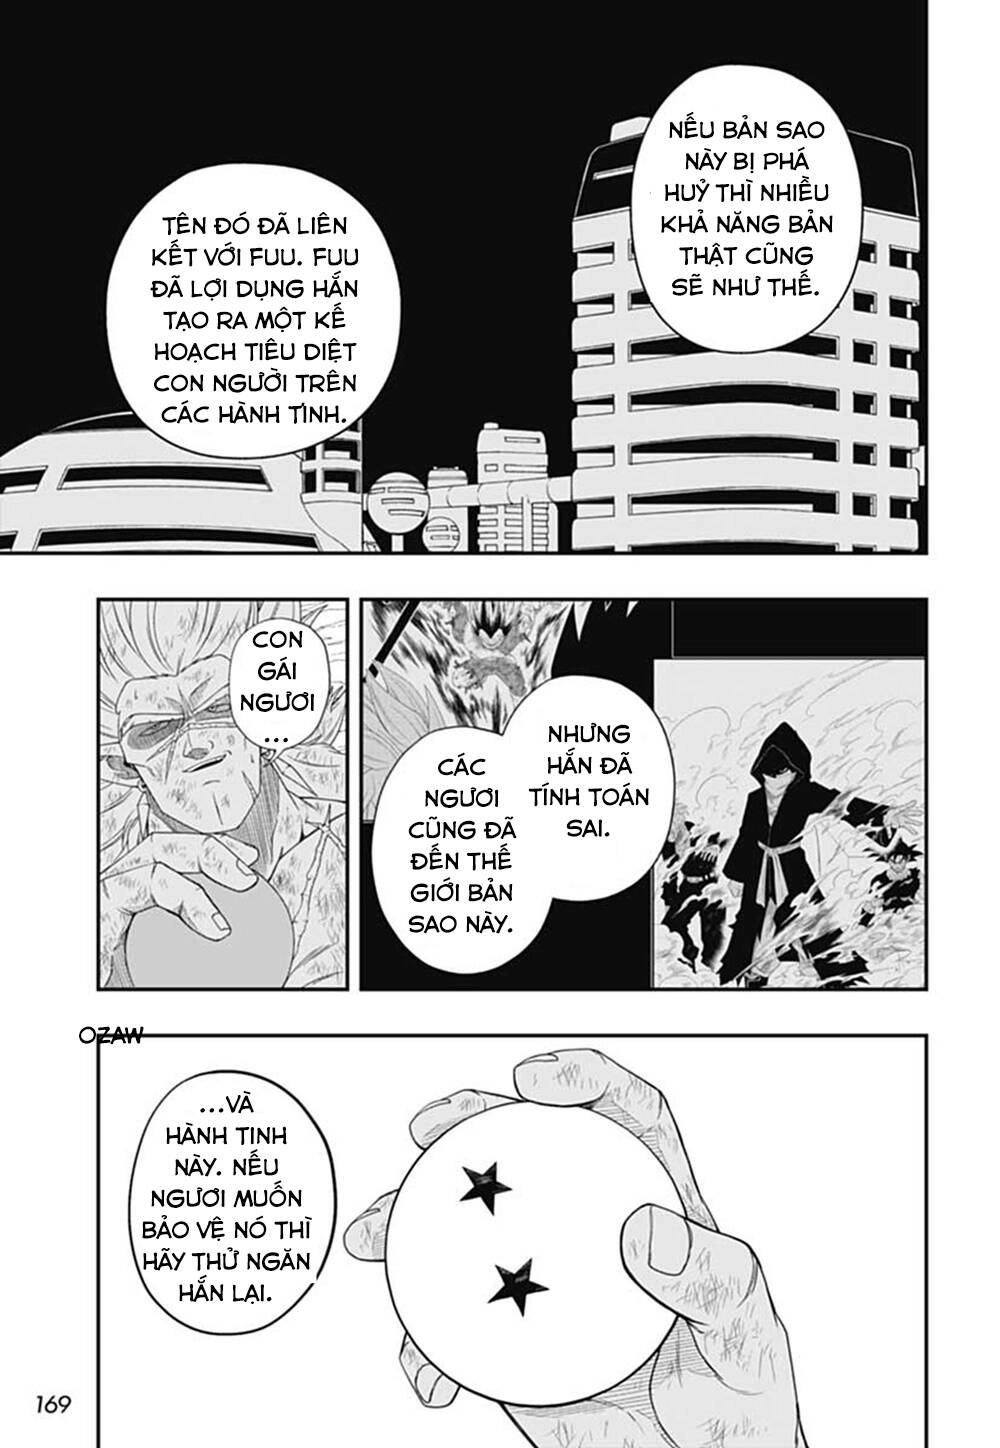 NẾU BẢN SAO
NÀY BỊ PHÁ
HUỶ THÌ NHIỀU
KHẢ NĂNG BẢN
THẬT CŨNG
SẼ NHƯ THẾ.
TÊN ĐÓ ĐÃ LIÊN
KẾT VỚI FUU. FUU
ĐÃ LỢI DỤNG HẮN
TẠO RA MỘT KẾ
HOẠCH TIÊU DIỆT
CON NGƯỜI TRÊN
CÁC HÀNH TINH.
NHƯNG
HẮN ĐÃ
TÍNH TOÁN
SAI.
CÁC
NGƯƠI
CŨNG ĐÃ
ĐẾN THẾ
GIỚI BẢN
SAO NÀY.
CON
GÁI
NGƯƠI
...
OZAW
...VÀ
HÀNH TINH
NÀY. NẾU
NGƯƠI MUỐN
BẢO VỆ NÓ THÌ
HÃY THỬ NGĂN
HẮN LẠI.
169